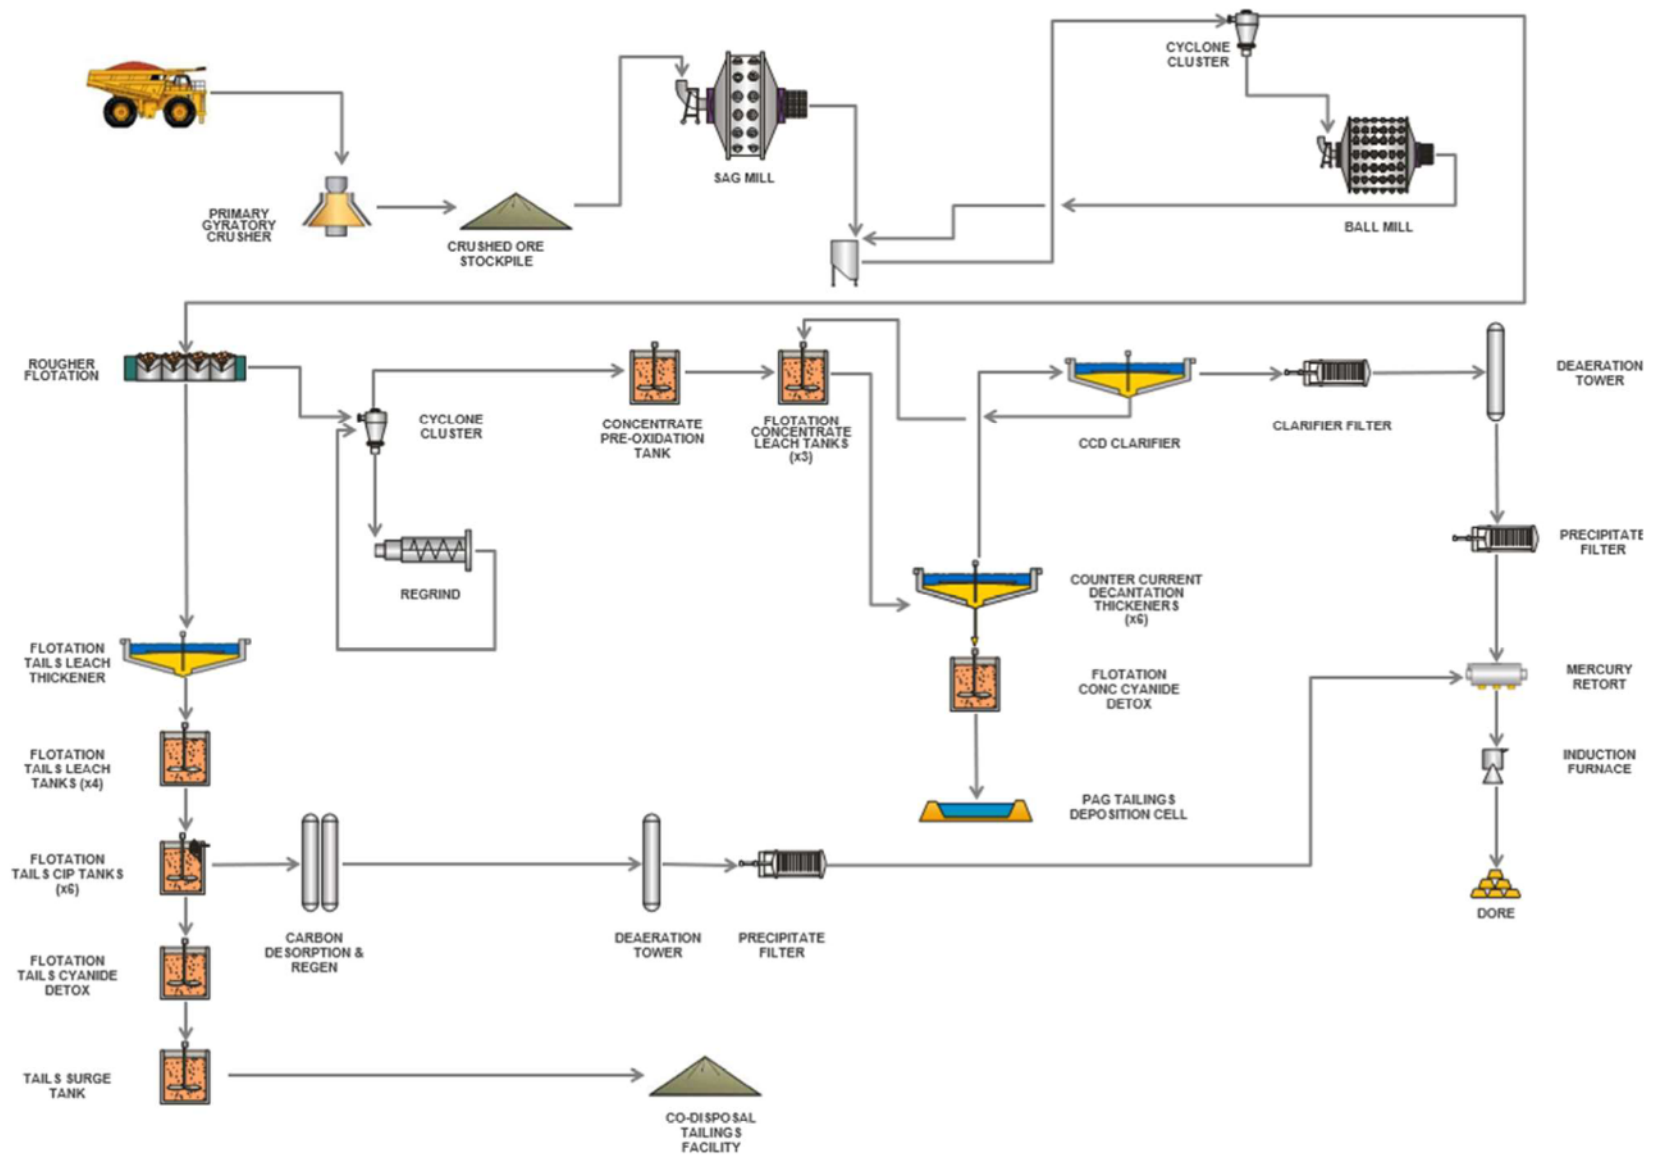 CYCLONE
CLUSTER
SAG MILL
PRIMARY
GYRATORY
CRUSHER
CRUSHED ORE
STOCKPILE
BALL MILL
ROUGHER
FLOTATION
CYCLONE
CLUSTER
CONCENTRATE
PRE-OXIDATION
TANK
FLOTATION
CONCENTRATE
LEACH TANKS
(x3)
CCD CLARIFIER
CLARIFIER FILTER
DEAERATION
TOWER
REGRIND
PRECIPITATE
FILTER
COUNTER CURRENT
DECANTATION
THICKENERS
(x6)
FLOTATION
TAILS LEACH
THICKENER
FLOTATION
CONC CYANIDE
DETOX
MERCURY
RETORT
FLOTATION
TAILS LEACH
TANKS (x4)
INDUCTION
FURNACE
PAG TAILINGS
DEPOSITION CELL
FLOTATION
TAILS CIP TANKS
(x6)
CARBON
DESORPTION &
REGEN
DEAERATION
TOWER
PRECIPITATE
FILTER
DORE
FLOTATION
TAILS CYANIDE
DETOX
TAILS SURGE
TANK
CO-DISPOSAL
TAILINGS
FACILITY